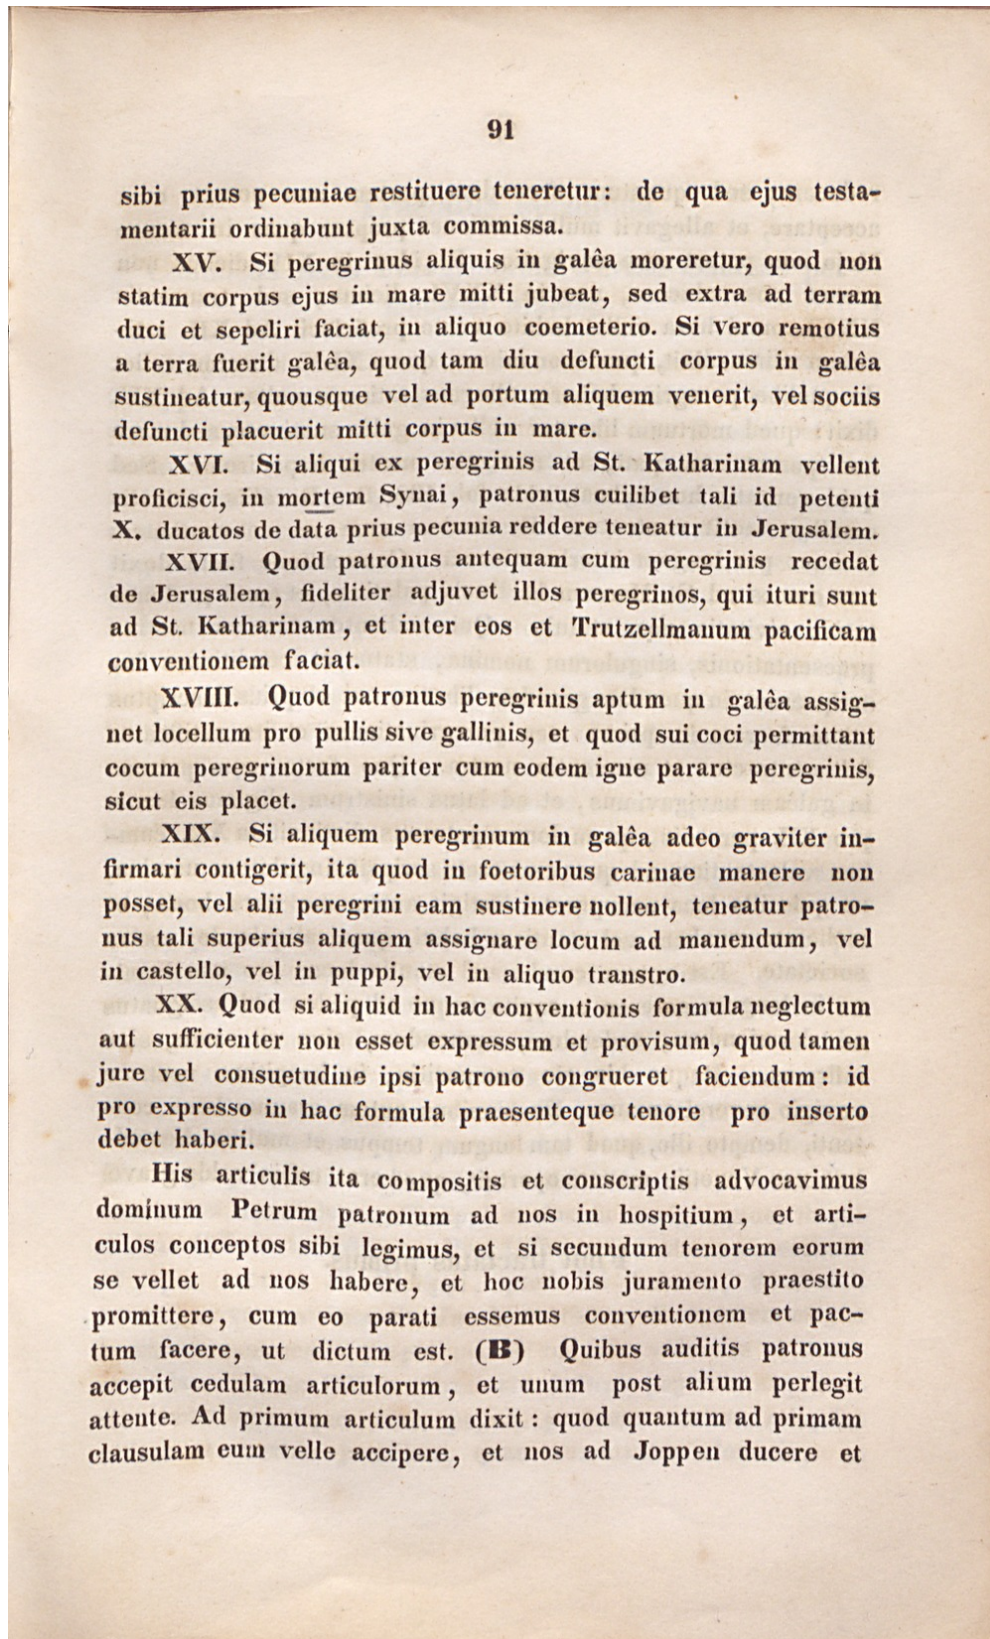 91
sibi prius pecuniae restituere teneretur: de qua ejus testa-
mentarii ordinabunt juxta commissa.
XV. Si peregrinus aliquis in galêa moreretur, quod non
statim corpus ejus in mare mitti jubeat, sed extra ad terram
duci et sepeliri faciat, in aliquo coemeterio. Si vero remotius
a terra fuerit galêa, quod tam diu defuncti corpus in galêa
sustineatur, quousque vel ad portum aliquem venerit, vel sociis
defuncti placuerit mitti corpus in mare.
XVI. Si aliqui ex peregrinis ad St. Katharinam vellent
proficisci, in mortem Synai, patronus cuilibet tali id petenti
X. ducatos de data prius pecunia reddere teneatur in Jerusalem.
XVII. Quod patronus antequam cum peregrinis recedat
de Jerusalem, fideliter adjuvet illos peregrinos, qui ituri sunt
ad St. Katharinam, et inter eos et Trutzellmanum pacificam
conventionem faciat.
XVIII. Quod patronus peregrinis aptum in galêa assig-
net locellum pro pullis sive gallinis, et quod sui coci permittant
cocum peregrinorum pariter cum eodem igne parare peregrinis,
sicut eis placet.
XIX. Si aliquem peregrinum in galêa adeo graviter in-
firmari contigerit, ita quod in foetoribus carinae manere non
posset, vel alii peregrini eam sustinere nollent, teneatur patro-
nus tali superius aliquem assignare locum ad manendum, vel
in castello, vel in puppi, vel in aliquo transtro.
XX. Quod si aliquid in hac conventionis formula neglectum
aut sufficienter non esset expressum et provisum, quod tamen
jure vel consuetudine ipsi patrono congrueret faciendum: id
pro expresso in hac formula praesenteque tenore pro inserto
debet haberi.
His articulis ita compositis et conscriptis advocavimus
dominum Petrum patronum ad nos in hospitium, et arti-
culos conceptos sibi legimus, et si secundum tenorem eorum
se vellet ad nos habere, et hoc nobis juramento praestito
promittere, cum eo parati essemus conventionem et pac-
tum facere, ut dictum est. (B) Quibus auditis patronus
accepit cedulam articulorum, et unum post alium perlegit
attente. Ad primum articulum dixit: quod quantum ad primam
clausulam eum velle accipere, et nos ad Joppen ducere et